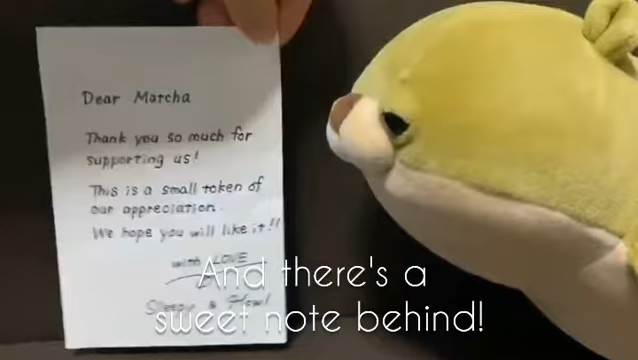 Dear Matcha
Thank you so much for
supporting us!
This is a small token of
our appreciation.
We hope you will like it!!
with LOVE
And there's a
sweet note behind!